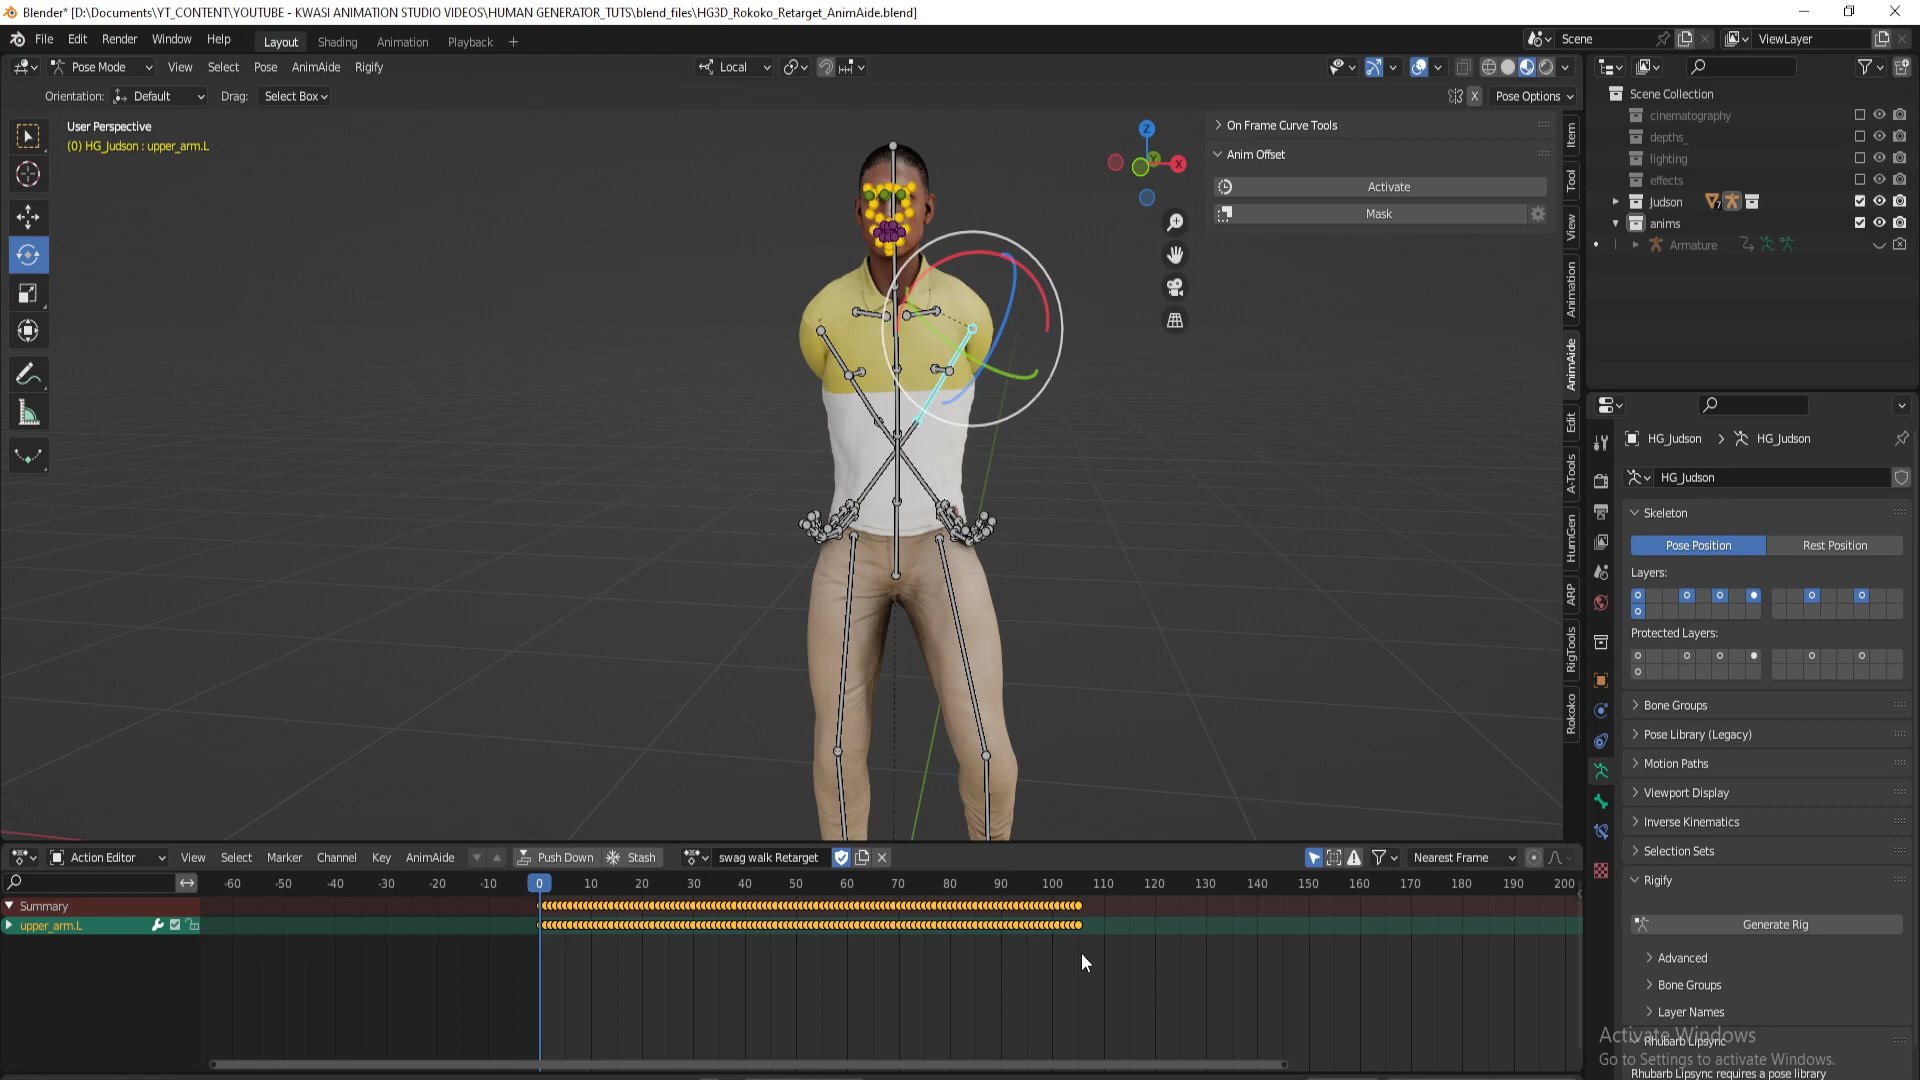 Blender* [D:\Documents\YT_CONTENT\YOUTUBE - KWASI ANIMATION STUDIO VIDEOS\HUMAN GENERATOR_TUTS\blend_files\HG3D_Rokoko_Retarget_AnimAide.blend]
File Edit Render Window Help Layout Shading Animation Playback + Scene ViewLayer
Pose Mode View Select Pose AnimAide Rigify Local
Orientation: Default Drag: Select Box X Pose Options
User Perspective
(0) HG_Judson : upper_arm.L
On Frame Curve Tools
Anim Offset
Activate
Mask
Z
Y
X
Item
Tool
View
Animation
AnimAide
Edit
A-Tools
HumGen
ARP
RigTools
Rokoko
Scene Collection
cinematography
depths_
lighting
effects
Judson 7
anims
Armature
HG_Judson > HG_Judson
HG_Judson
Skeleton
Pose Position Rest Position
Layers:
Protected Layers:
Bone Groups
Pose Library (Legacy)
Motion Paths
Viewport Display
Inverse Kinematics
Selection Sets
Rigify
Generate Rig
Advanced
Bone Groups
Layer Names
Rhubarb Lipsync
Rhubarb Lipsync requires a pose library
Activate Windows
Go to Settings to activate Windows.
Action Editor View Select Marker Channel Key AnimAide Push Down Stash swag walk Retarget Nearest Frame
-60 -50 -40 -30 -20 -10 0 10 20 30 40 50 60 70 80 90 100 110 120 130 140 150 160 170 180 190 200
Summary
upper_arm.L